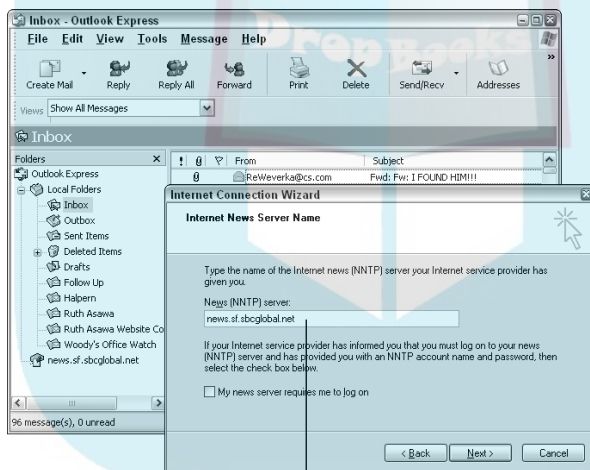 Inbox - Outlook Express
File Edit View Tools Message Help
Create Mail Reply Reply All Forward Print Delete Send/Recv Addresses
Views Show All Messages
Inbox
Folders
! From Subject
ReWeverka@cs.com Fwd: Fw: I FOUND HIM!!!
Outlook Express
Local Folders
Inbox
Outbox
Sent Items
Deleted Items
Drafts
Follow Up
Halpern
Ruth Asawa
Ruth Asawa Website Co
Woody's Office Watch
news.sf.sbcglobal.net
96 message(s), 0 unread
Internet Connection Wizard
Internet News Server Name
Type the name of the Internet news (NNTP) server your Internet service provider has
given you.
News (NNTP) server:
news.sf.sbcglobal.net
If your Internet service provider has informed you that you must log on to your news
(NNTP) server and has provided you with an NNTP account name and password, then
select the check box below.
My news server requires me to log on
< Back Next > Cancel
DropBooks